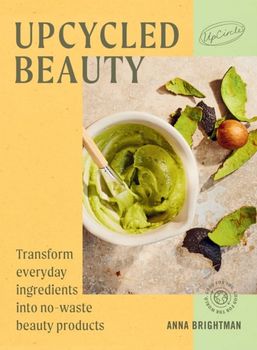 UPCYCLED
BEAUTY
UpCircle
Transform
everyday
ingredients
into no-waste
beauty products
ANNA BRIGHTMAN